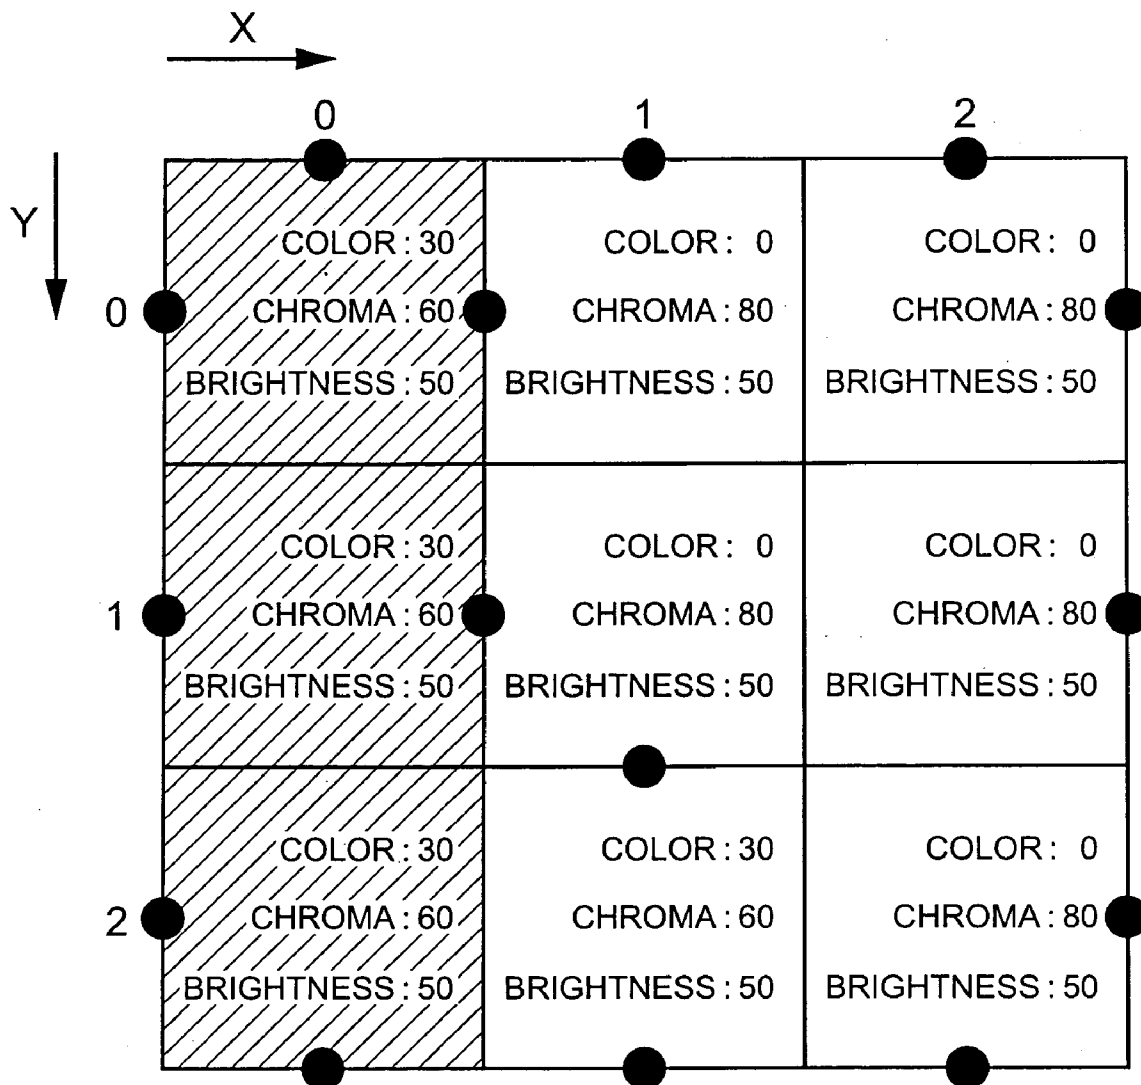 X
0 1 2
Y
COLOR : 30 COLOR : 0 COLOR : 0
0 CHROMA : 60 CHROMA : 80 CHROMA : 80
BRIGHTNESS : 50 BRIGHTNESS : 50 BRIGHTNESS : 50
COLOR : 30 COLOR : 0 COLOR : 0
1 CHROMA : 60 CHROMA : 80 CHROMA : 80
BRIGHTNESS : 50 BRIGHTNESS : 50 BRIGHTNESS : 50
COLOR : 30 COLOR : 30 COLOR : 0
2 CHROMA : 60 CHROMA : 60 CHROMA : 80
BRIGHTNESS : 50 BRIGHTNESS : 50 BRIGHTNESS : 50